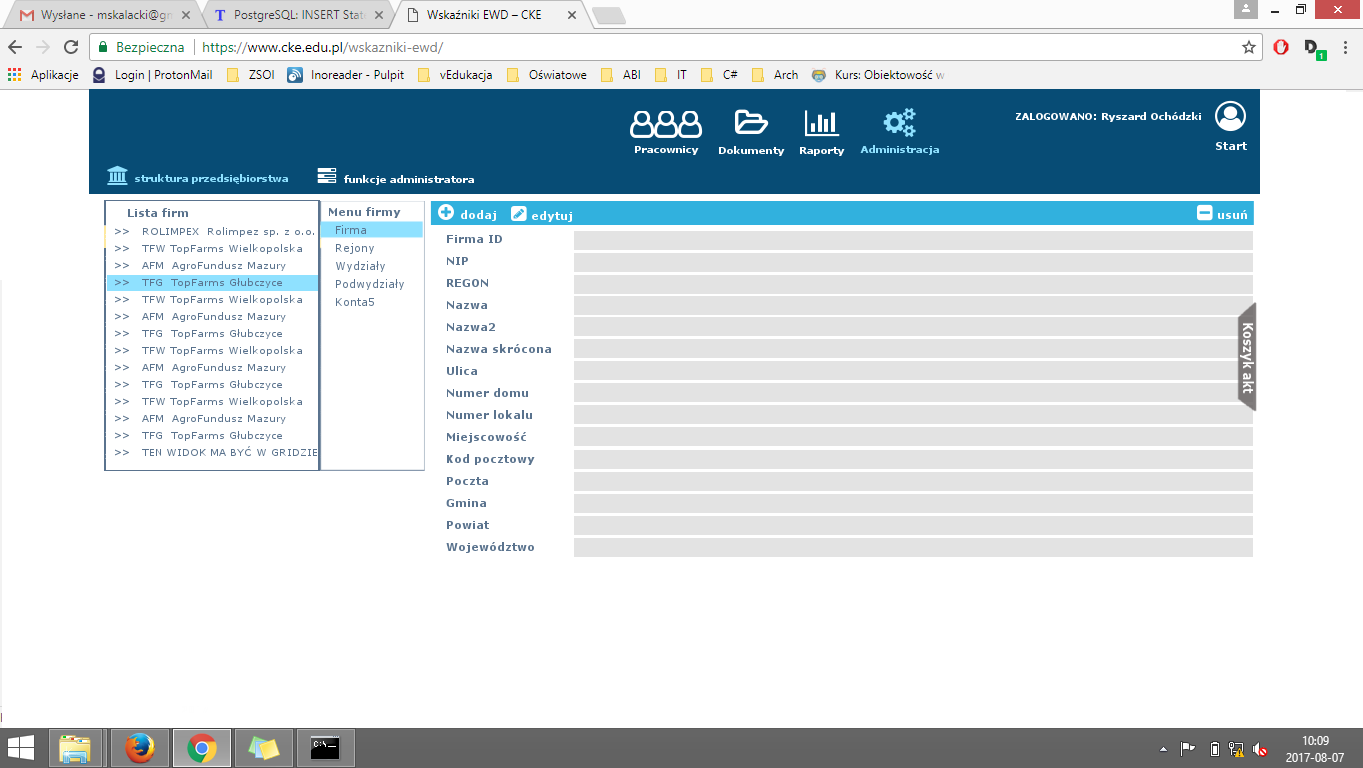 Wysłane - mskalacki@gm
PostgreSQL: INSERT State
Wskaźniki EWD – CKE
Bezpieczna
https://www.cke.edu.pl/wskazniki-ewd/
Aplikacje
Login | ProtonMail
ZSOI
Inoreader - Pulpit
vEdukacja
Oświatowe
ABI
IT
C#
Arch
Kurs: Obiektowość w
Pracownicy
Dokumenty
Raporty
Administracja
ZALOGOWANO: Ryszard Ochódzki
Start
struktura przedsiębiorstwa
funkcje administratora
Lista firm
>> ROLIMPEX Rolimpez sp. z o.o.
>> TFW TopFarms Wielkopolska
>> AFM AgroFundusz Mazury
>> TFG TopFarms Głubczyce
>> TFW TopFarms Wielkopolska
>> AFM AgroFundusz Mazury
>> TFG TopFarms Głubczyce
>> TFW TopFarms Wielkopolska
>> AFM AgroFundusz Mazury
>> TFG TopFarms Głubczyce
>> TFW TopFarms Wielkopolska
>> AFM AgroFundusz Mazury
>> TFG TopFarms Głubczyce
>> TEN WIDOK MA BYĆ W GRIDZIE
Menu firmy
Firma
Rejony
Wydziały
Podwydziały
Konta5
dodaj
edytuj
usuń
Firma ID
NIP
REGON
Nazwa
Nazwa2
Nazwa skrócona
Ulica
Numer domu
Numer lokalu
Miejscowość
Kod pocztowy
Poczta
Gmina
Powiat
Województwo
Koszyk akt
10:09
2017-08-07